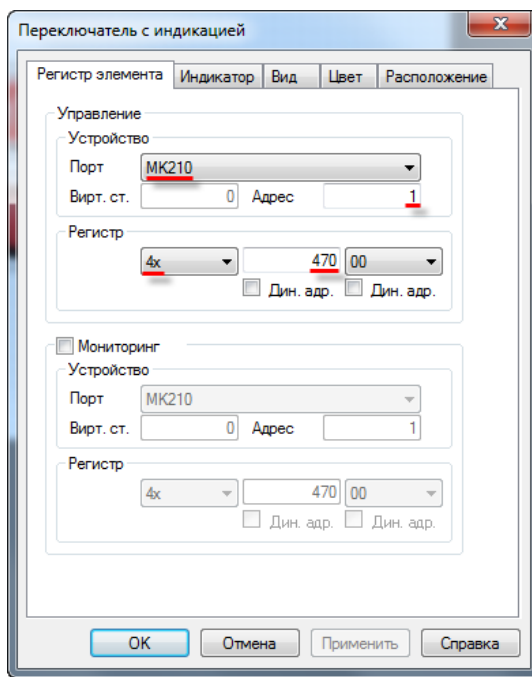 Переключатель с индикацией
Регистр элемента Индикатор Вид Цвет Расположение
Управление
Устройство
Порт MK210
Вирт. ст. 0 Адрес 1
Регистр
4x 470 00
Дин. адр. Дин. адр.
Мониторинг
Устройство
Порт MK210
Вирт. ст. 0 Адрес 1
Регистр
4x 470 00
Дин. адр. Дин. адр.
OK Отмена Применить Справка